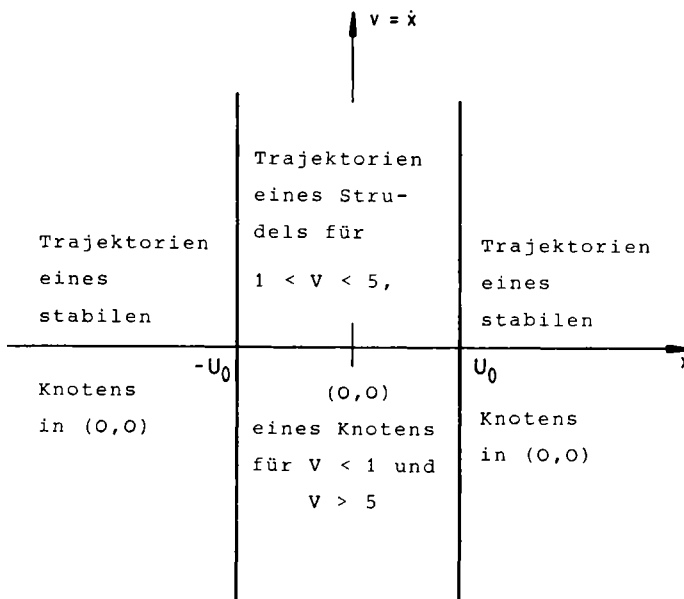 v = ẋ
Trajektorien
eines Stru-
dels für
1 < V < 5,
Trajektorien
eines
stabilen
Trajektorien
eines
stabilen
-U₀
U₀
Knotens
in (0,0)
(0,0)
eines Knotens
für V < 1 und
V > 5
Knotens
in (0,0)